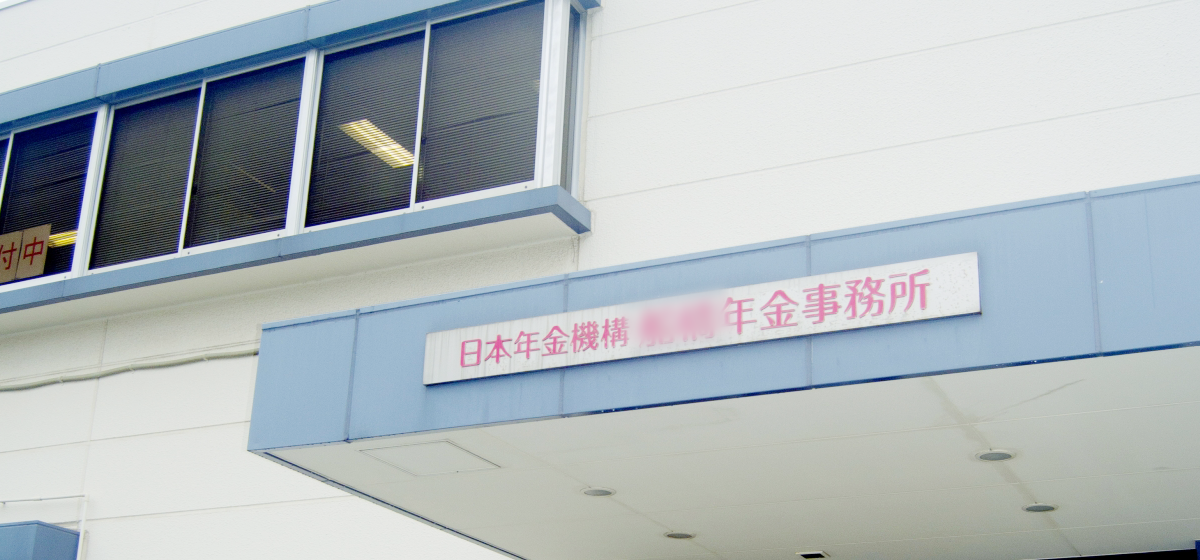 付中
日本年金機構 年金事務所